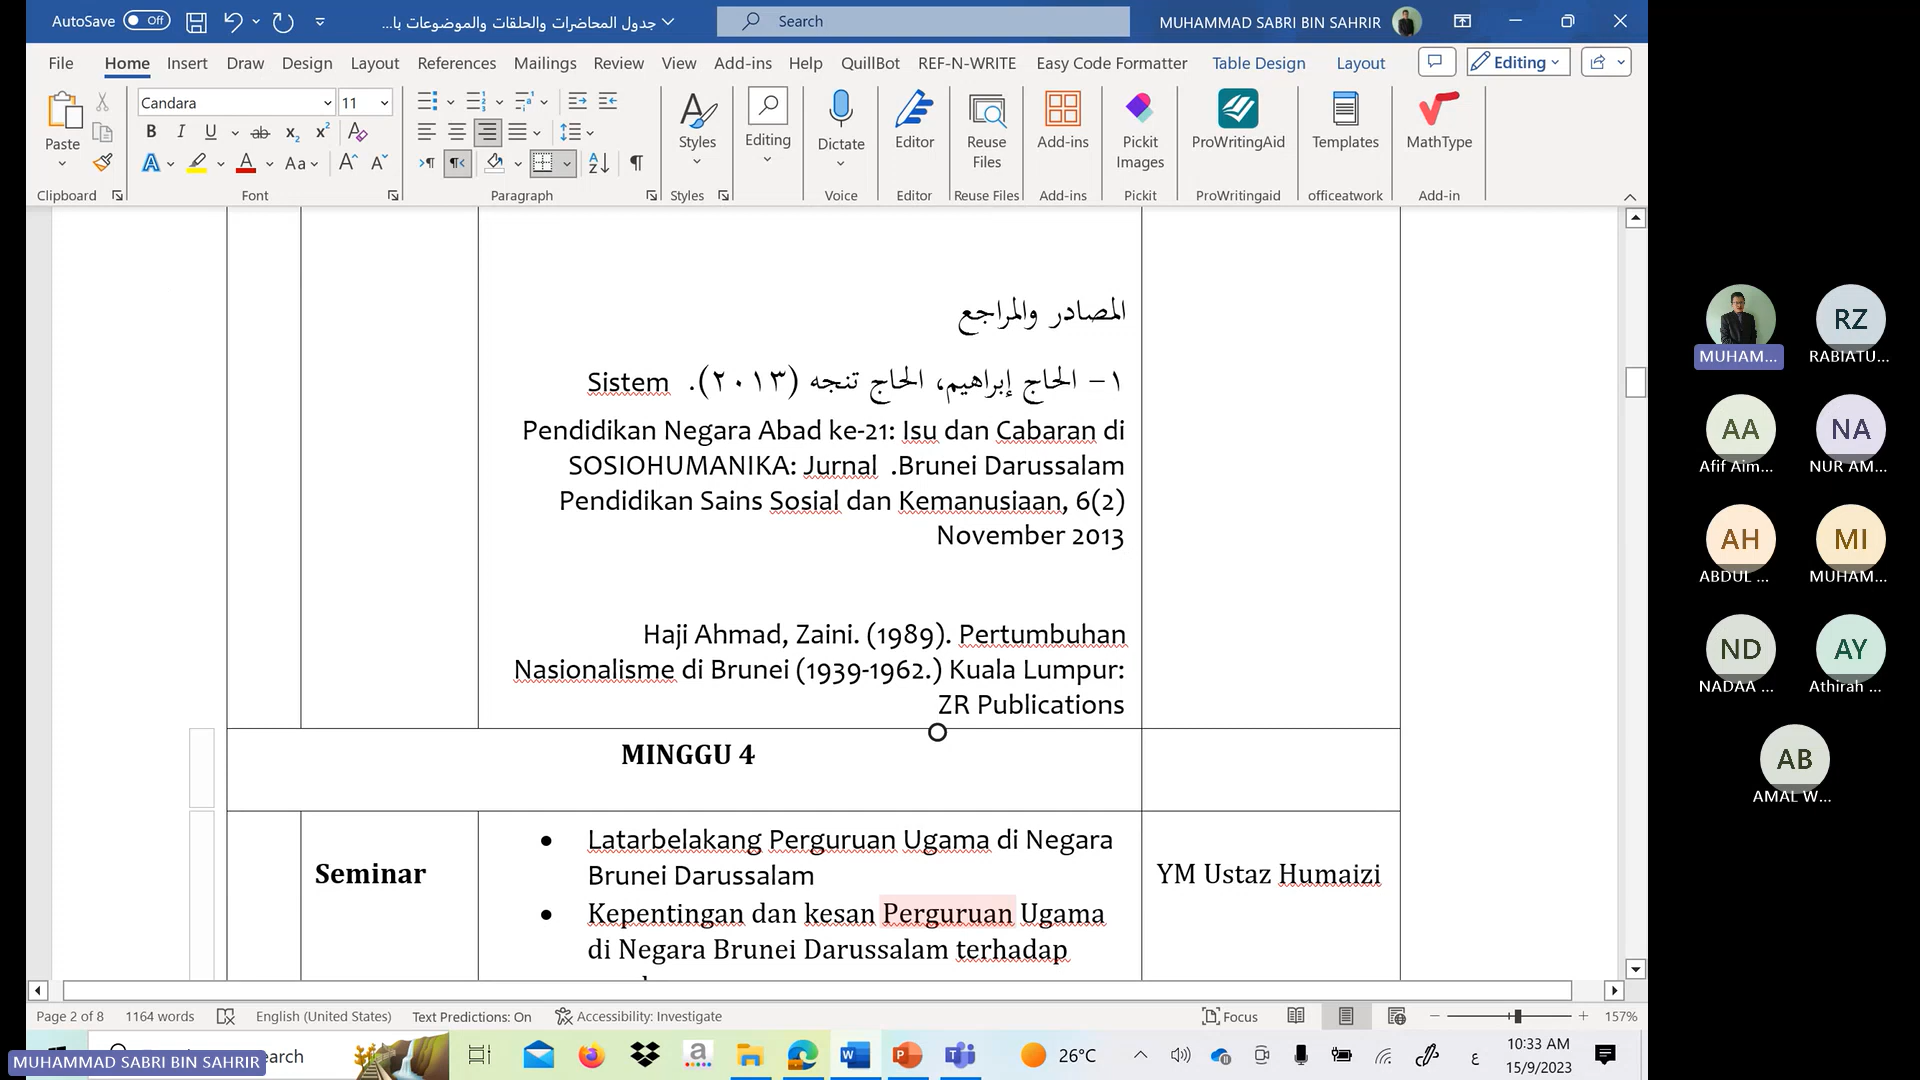 AutoSave Off
جدول المحاضرات والحلقات والموضوعات با...
Search
MUHAMMAD SABRI BIN SAHRIR
File Home Insert Draw Design Layout References Mailings Review View Add-ins Help QuillBot REF-N-WRITE Easy Code Formatter Table Design Layout Editing
Candara 11
Paste
Styles
Editing
Dictate
Editor
Reuse Files
Add-ins
Pickit Images
ProWritingAid
Templates
MathType
Clipboard Font Paragraph Styles Voice Editor Reuse Files Add-ins Pickit ProWritingaid officeatwork Add-in
المصادر والمراجع
١- الحاج إبراهيم، الحاج تنجه (٢٠١٣). Sistem
Pendidikan Negara Abad ke-21: Isu dan Cabaran di
SOSIOHUMANIKA: Jurnal .Brunei Darussalam
Pendidikan Sains Sosial dan Kemanusiaan, 6(2)
November 2013
Haji Ahmad, Zaini. (1989). Pertumbuhan
Nasionalisme di Brunei (1939-1962.) Kuala Lumpur:
ZR Publications
MINGGU 4
Seminar
• Latarbelakang Perguruan Ugama di Negara
Brunei Darussalam
• Kepentingan dan kesan Perguruan Ugama
di Negara Brunei Darussalam terhadap
YM Ustaz Humaizi
Page 2 of 8 1164 words English (United States) Text Predictions: On Accessibility: Investigate Focus 157%
MUHAMMAD SABRI BIN SAHRIR
26°C
ع
10:33 AM
15/9/2023
MUHAM...
RZ
RABIATU...
AA
Afif Aim...
NA
NUR AM...
AH
ABDUL ...
MI
MUHAM...
ND
NADAA ...
AY
Athirah ...
AB
AMAL W...